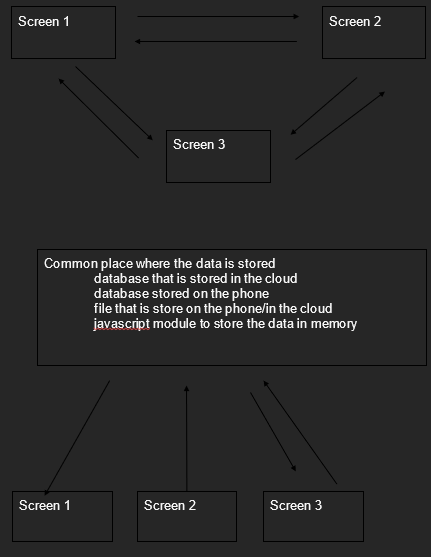 Screen 1
Screen 2
Screen 3
Common place where the data is stored
database that is stored in the cloud
database stored on the phone
file that is store on the phone/in the cloud
javascript module to store the data in memory
Screen 1
Screen 2
Screen 3